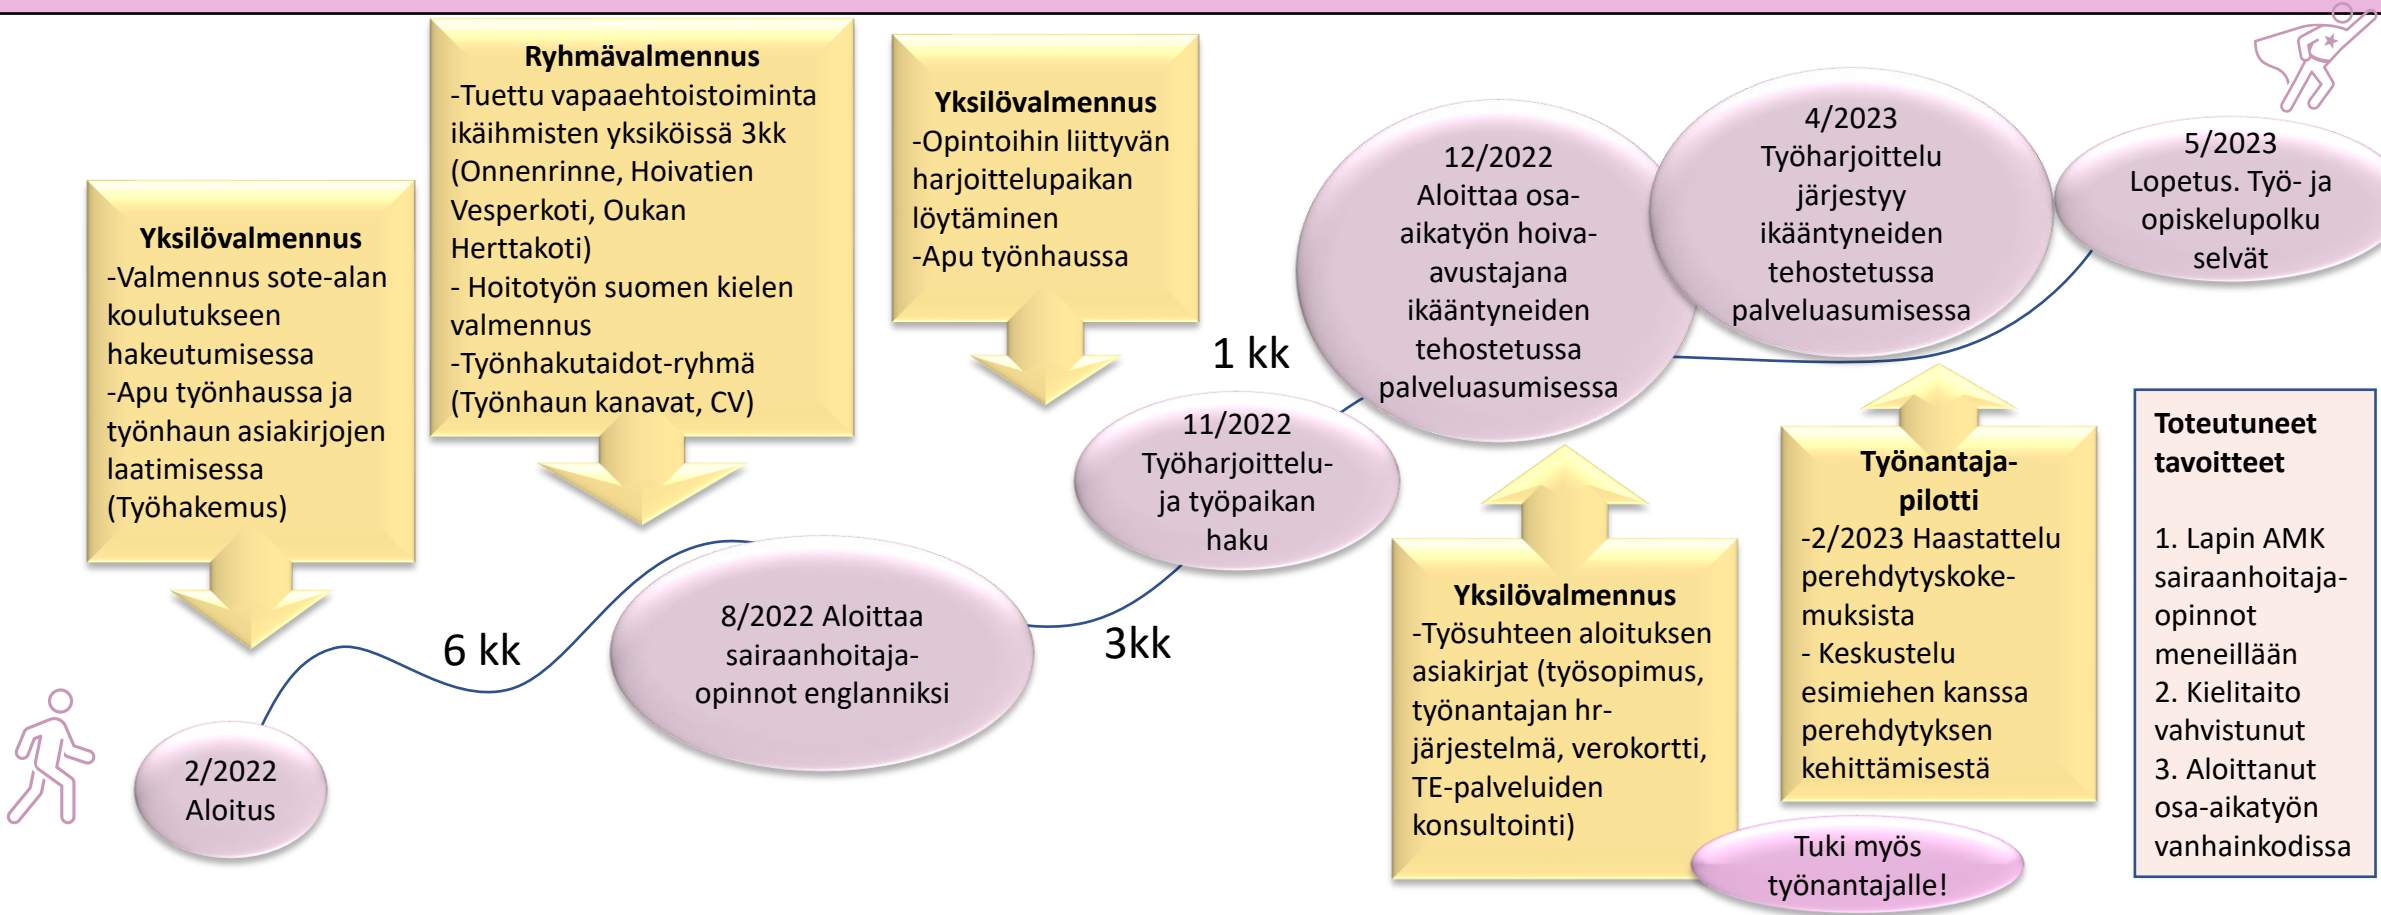 Yksilövalmennus
-Valmennus sote-alan
koulutukseen
hakeutumisessa
-Apu työnhaussa ja
työnhaun asiakirjojen
laatimisessa
(Työhakemus)
Ryhmävalmennus
-Tuettu vapaaehtoistoiminta
ikäihmisten yksiköissä 3kk
(Onnenrinne, Hoivatien
Vesperkoti, Oukan
Herttakoti)
- Hoitotyön suomen kielen
valmennus
-Työnhakutaidot-ryhmä
(Työnhaun kanavat, CV)
Yksilövalmennus
-Opintoihin liittyvän
harjoittelupaikan
löytäminen
-Apu työnhaussa
2/2022
Aloitus
6 kk
8/2022 Aloittaa
sairaanhoitaja-
opinnot englanniksi
3kk
11/2022
Työharjoittelu-
ja työpaikan
haku
1 kk
12/2022
Aloittaa osa-
aikatyön hoiva-
avustajana
ikääntyneiden
tehostetussa
palveluasumisessa
4/2023
Työharjoittelu
järjestyy
ikääntyneiden
tehostetussa
palveluasumisessa
5/2023
Lopetus. Työ- ja
opiskelupolku
selvät
Yksilövalmennus
-Työsuhteen aloituksen
asiakirjat (työsopimus,
työnantajan hr-
järjestelmä, verokortti,
TE-palveluiden
konsultointi)
Työnantaja-
pilotti
-2/2023 Haastattelu
perehdytyskoke-
muksista
- Keskustelu
esimiehen kanssa
perehdytyksen
kehittämisestä
Tuki myös
työnantajalle!
Toteutuneet
tavoitteet
1. Lapin AMK
sairaanhoitaja-
opinnot
meneillään
2. Kielitaito
vahvistunut
3. Aloittanut
osa-aikatyön
vanhainkodissa